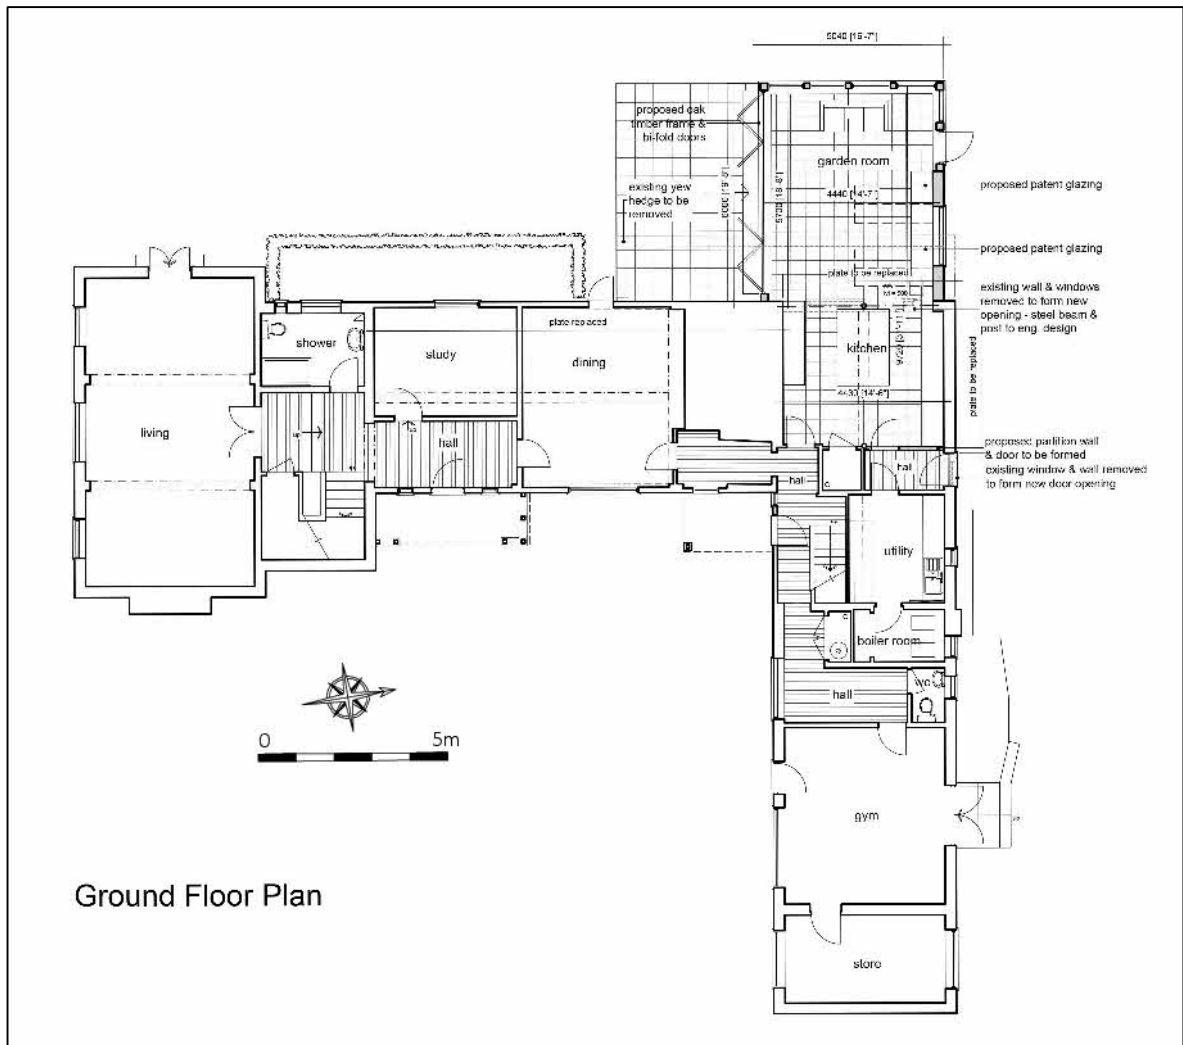 5040 [16'-7"]
proposed oak
timber frame &
bi-fold doors
garden room
existing yew
hedge to be
removed
4440 [14'-7"]
proposed patent glazing
proposed patent glazing
plate to be replaced
existing wall & windows
removed to form new
opening - steel beam &
post to eng. design
plate replaced
shower
study
dining
kitchen
plate to be replaced
4430 [14'-6"]
living
up
hall
proposed partition wall
& door to be formed
existing window & wall removed
to form new door opening
hall
hall
c
utility
c
boiler room
hall
wc
0
5m
gym
Ground Floor Plan
store